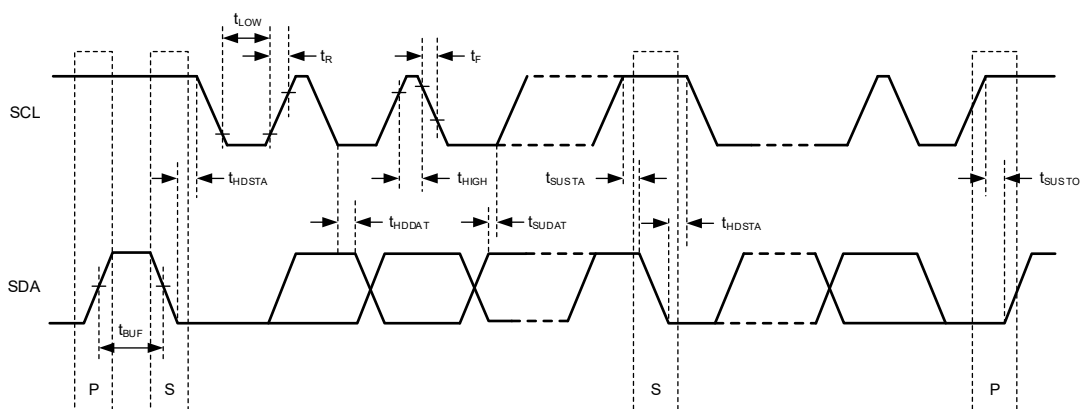 tLOW
tR
tF
SCL
tHDSTA
tHIGH
tSUSTA
tSUSTO
tHDDAT
tSUDAT
tHDSTA
SDA
tBUF
P
S
S
P